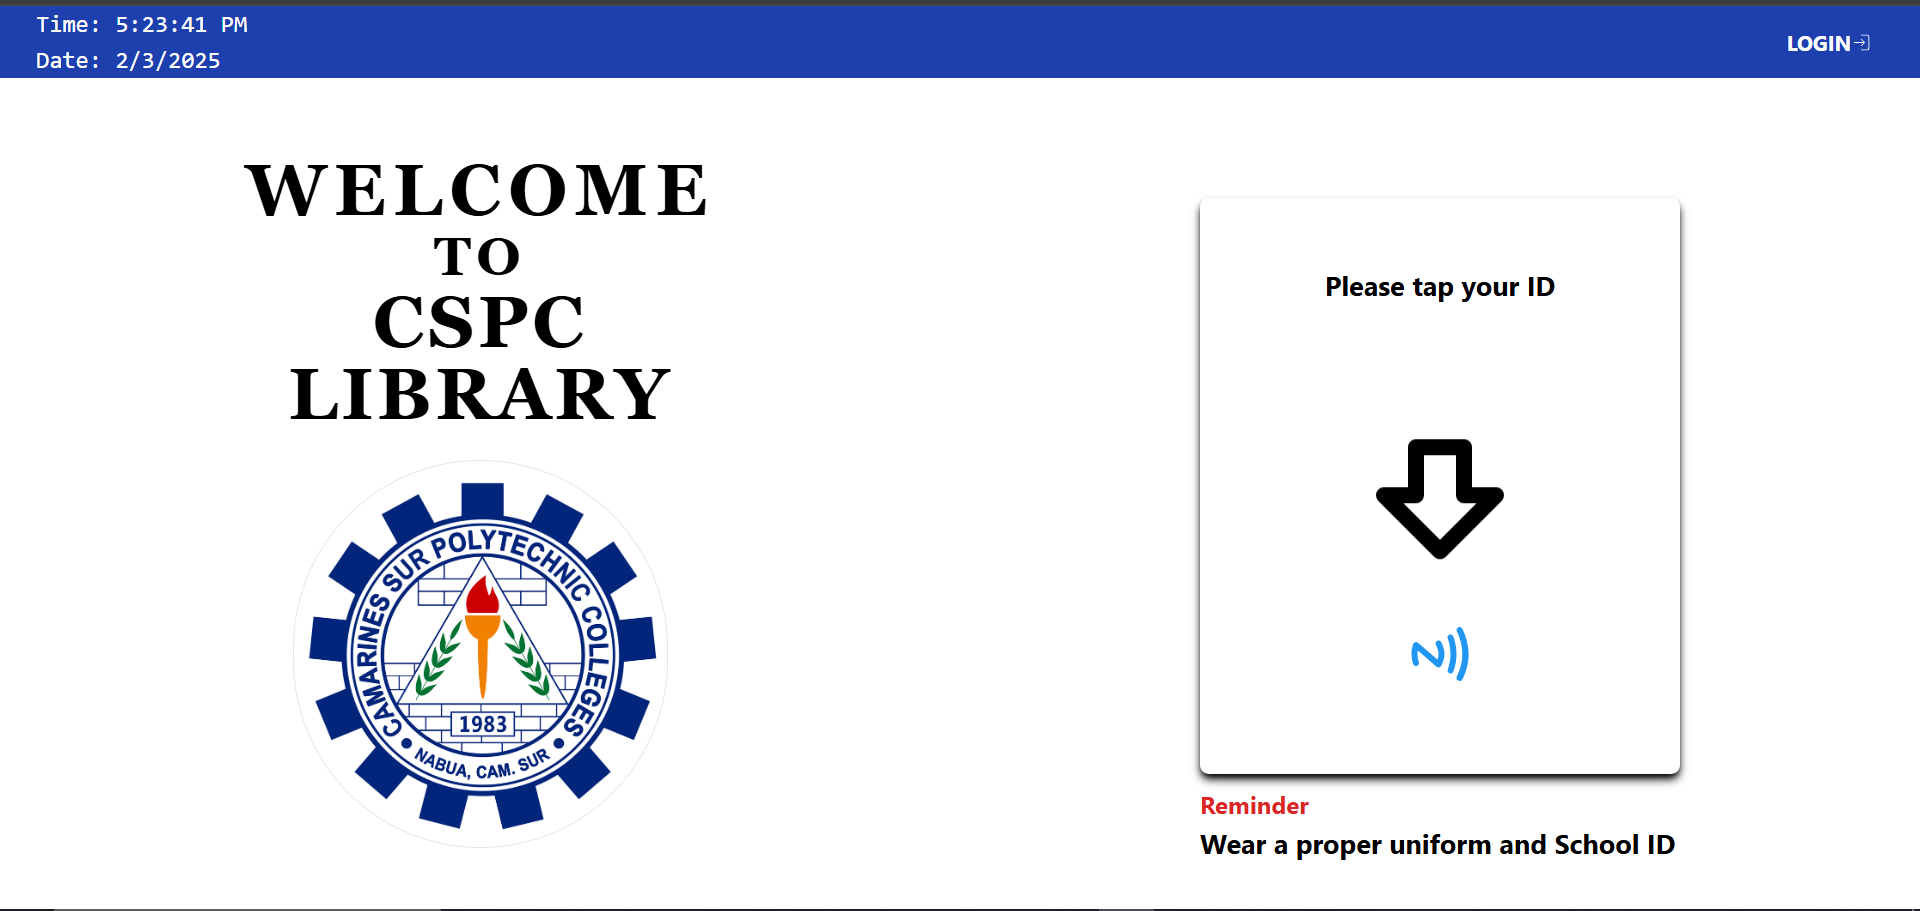 Time: 5:23:41 PM
Date: 2/3/2025
LOGIN
WELCOME
TO
CSPC
LIBRARY
CAMARINES SUR POLYTECHNIC COLLEGES
1983
NABUA, CAM. SUR
Please tap your ID
Reminder
Wear a proper uniform and School ID